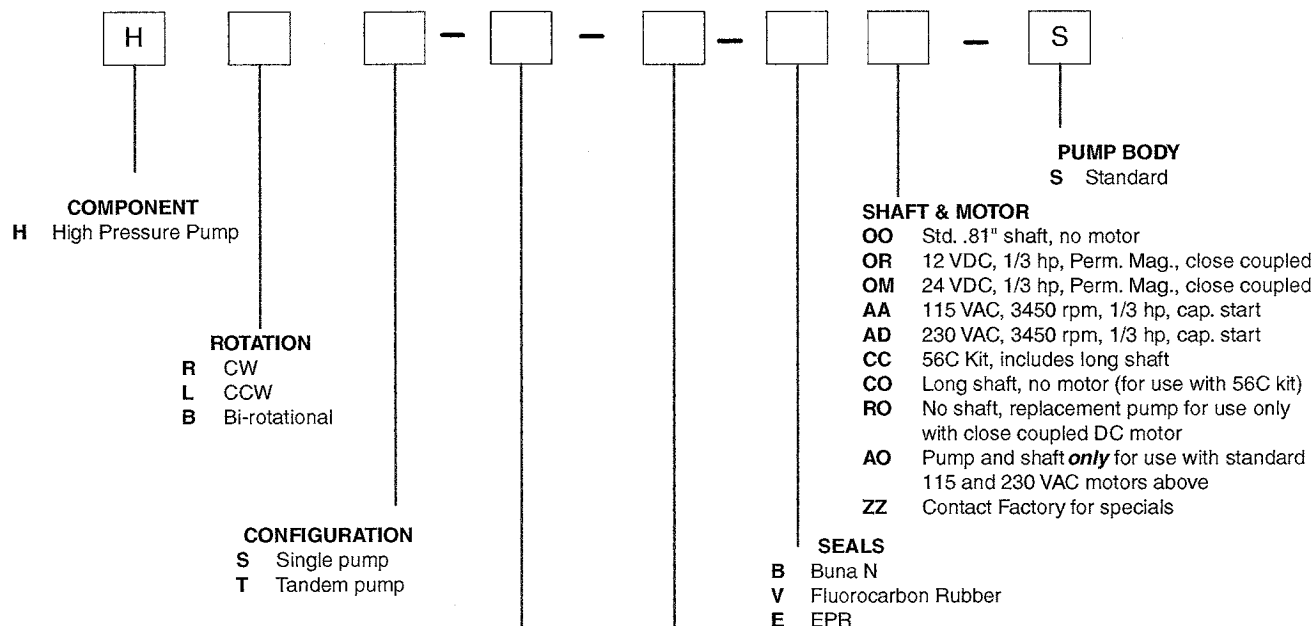 H - - - - S
COMPONENT
H High Pressure Pump
ROTATION
R CW
L CCW
B Bi-rotational
CONFIGURATION
S Single pump
T Tandem pump
SEALS
B Buna N
V Fluorocarbon Rubber
E EPR
SHAFT & MOTOR
OO Std. .81" shaft, no motor
OR 12 VDC, 1/3 hp, Perm. Mag., close coupled
OM 24 VDC, 1/3 hp, Perm. Mag., close coupled
AA 115 VAC, 3450 rpm, 1/3 hp, cap. start
AD 230 VAC, 3450 rpm, 1/3 hp, cap. start
CC 56C Kit, includes long shaft
CO Long shaft, no motor (for use with 56C kit)
RO No shaft, replacement pump for use only
with close coupled DC motor
AO Pump and shaft only for use with standard
115 and 230 VAC motors above
ZZ Contact Factory for specials
PUMP BODY
S Standard